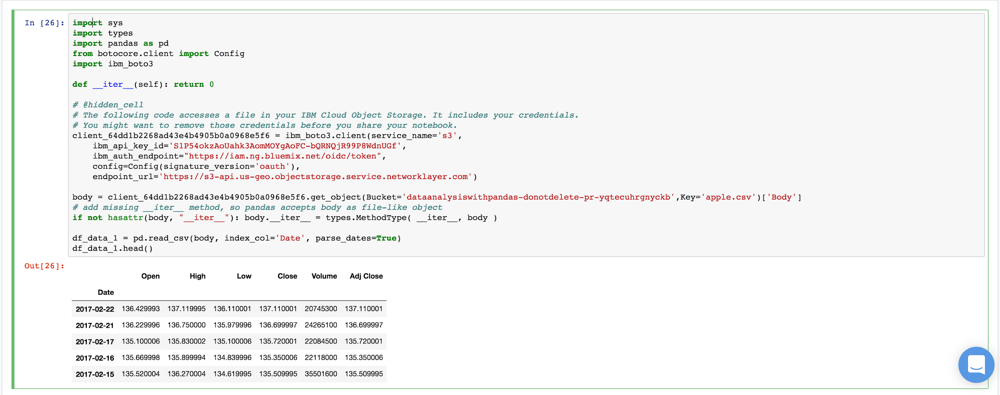 In [26]: import sys
import types
import pandas as pd
from botocore.client import Config
import ibm_boto3
def __iter__(self): return 0
# @hidden_cell
# The following code accesses a file in your IBM Cloud Object Storage. It includes your credentials.
# You might want to remove those credentials before you share your notebook.
client_64dd1b2268ad43e4b4905b0a0968e5f6 = ibm_boto3.client(service_name='s3',
    ibm_api_key_id='S1P54okzAoUahk3AomMOYgAoFC-bQRNQjR99P8WdnUGf',
    ibm_auth_endpoint="https://iam.ng.bluemix.net/oidc/token",
    config=Config(signature_version='oauth'),
    endpoint_url='https://s3-api.us-geo.objectstorage.service.networklayer.com')
body = client_64dd1b2268ad43e4b4905b0a0968e5f6.get_object(Bucket='dataanalysiswithpandas-donotdelete-pr-yqtecuhrgnyckb',Key='apple.csv')['Body']
# add missing __iter__ method, so pandas accepts body as file-like object
if not hasattr(body, "__iter__"): body.__iter__ = types.MethodType( __iter__, body )
df_data_1 = pd.read_csv(body, index_col='Date', parse_dates=True)
df_data_1.head()
Out[26]:
Open High Low Close Volume Adj Close
Date
2017-02-22 136.429993 137.119995 136.110001 137.110001 20745300 137.110001
2017-02-21 136.229996 136.750000 135.979996 136.699997 24265100 136.699997
2017-02-17 135.100006 135.830002 135.100006 135.720001 22084500 135.720001
2017-02-16 135.669998 135.899994 134.839996 135.350006 22118000 135.350006
2017-02-15 135.520004 136.270004 134.619995 135.509995 35501600 135.509995